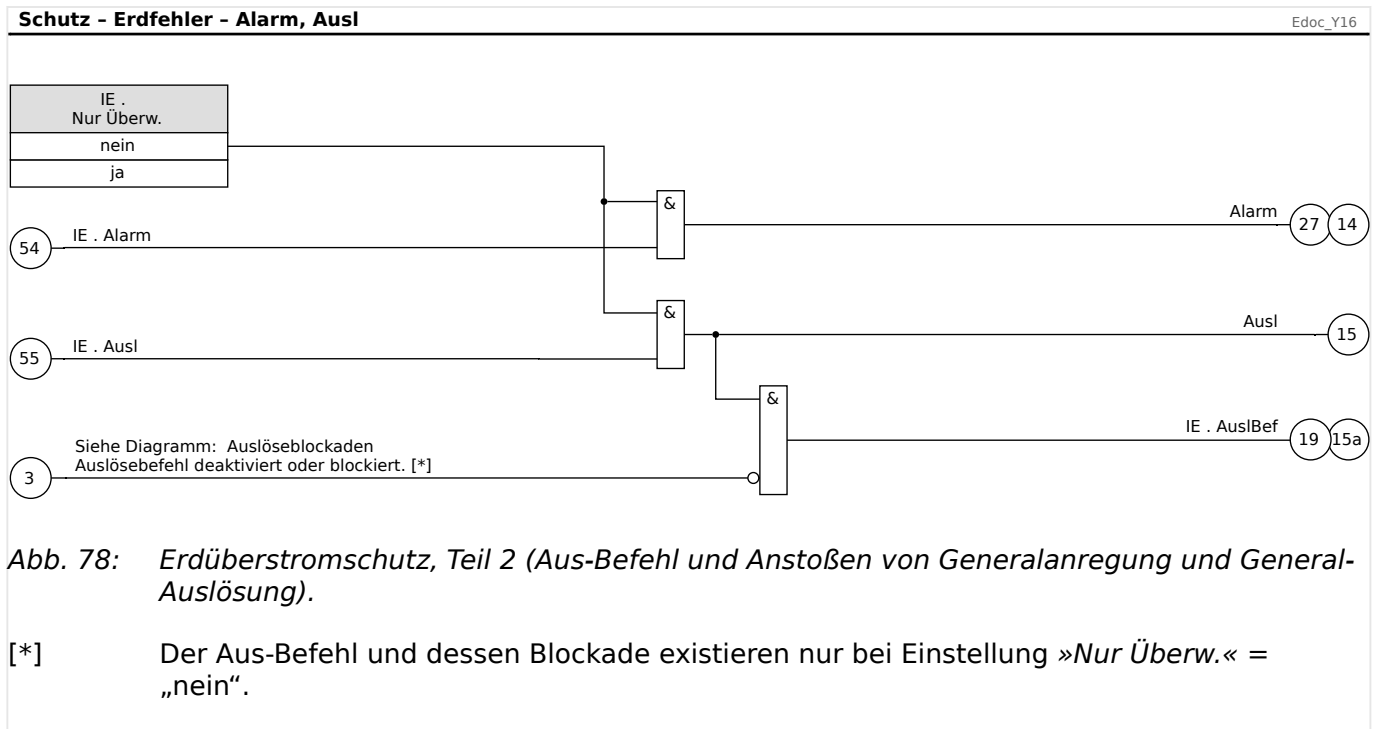 Schutz – Erdfehler – Alarm, Ausl
Edoc_Y16
IE .
Nur Überw.
nein
ja
&
Alarm
27 14
54
IE . Alarm
&
Ausl
15
55
IE . Ausl
&
IE . AuslBef
19 15a
Siehe Diagramm: Auslöseblockaden
Auslösebefehl deaktiviert oder blockiert. [*]
3
Abb. 78: Erdüberstromschutz, Teil 2 (Aus-Befehl und Anstoßen von Generalanregung und General-
Auslösung).
[*] Der Aus-Befehl und dessen Blockade existieren nur bei Einstellung »Nur Überw.« =
„nein“.